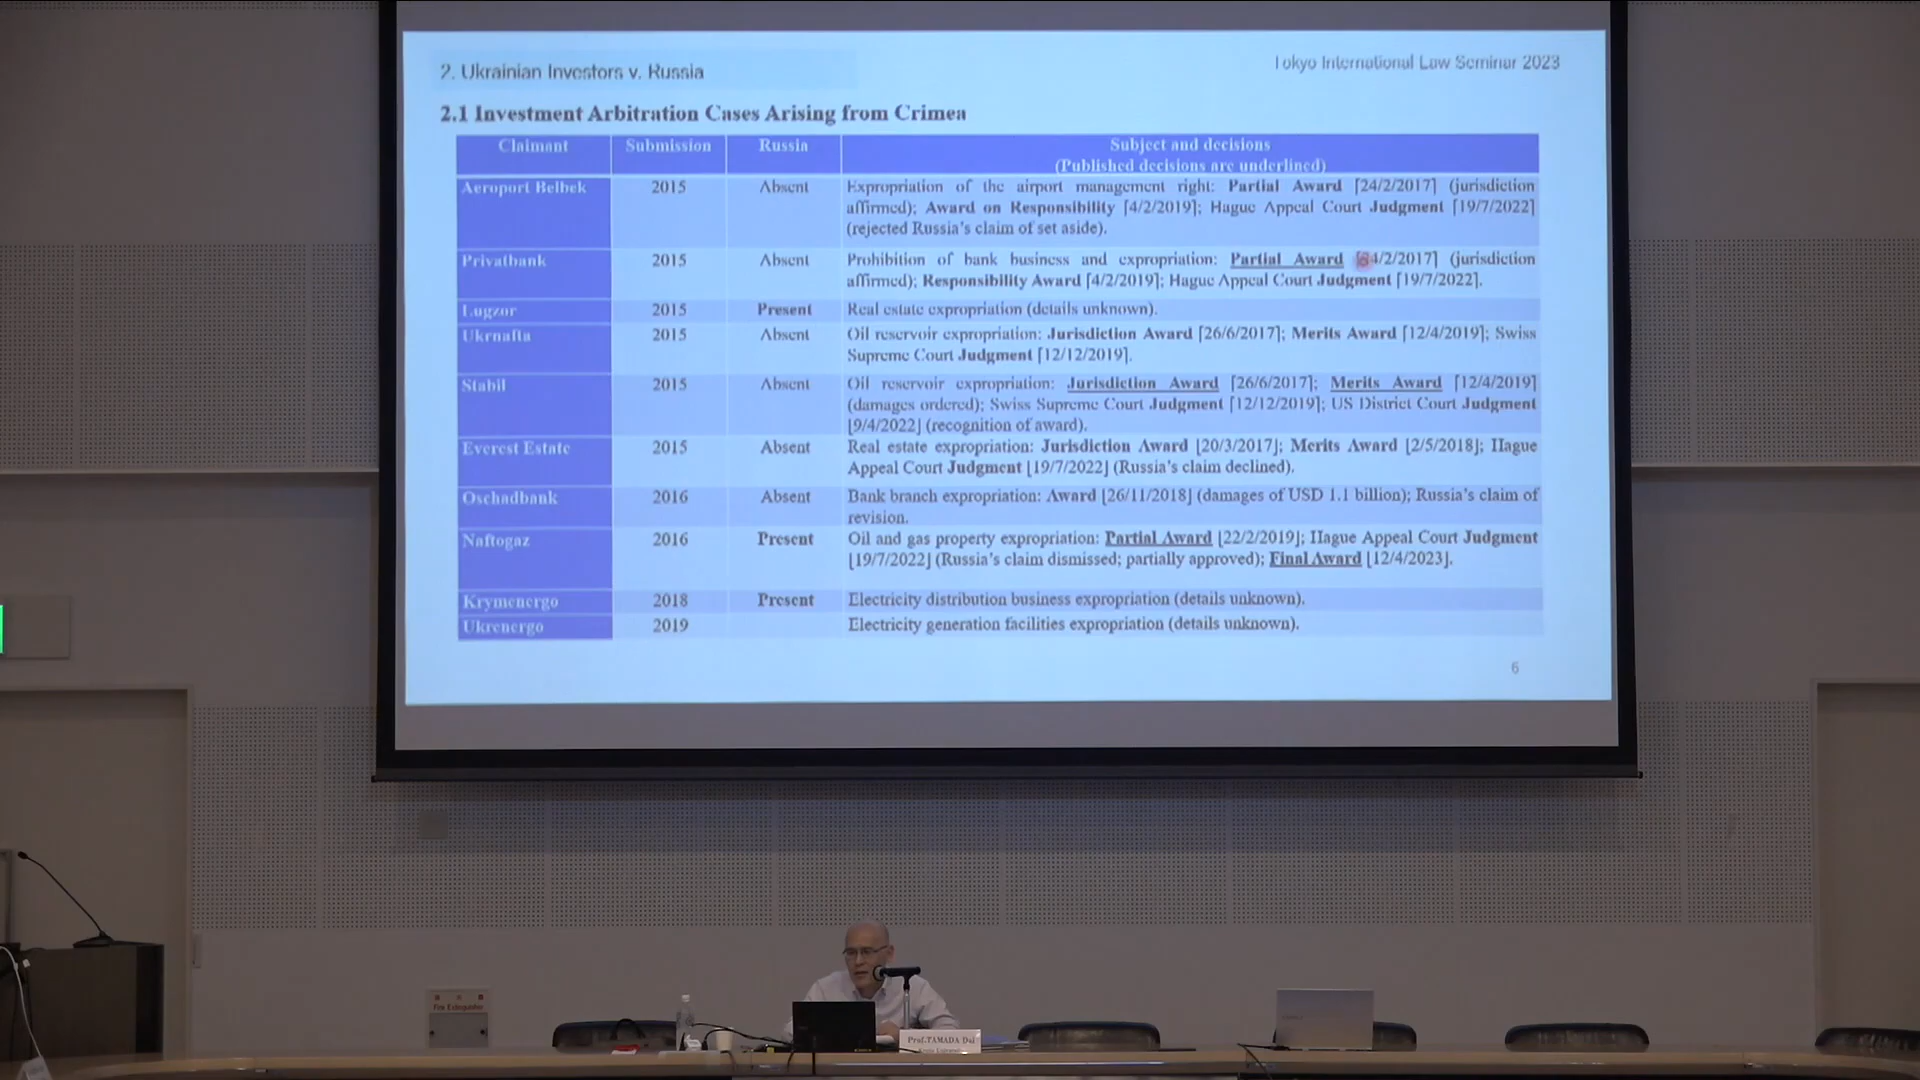 2. Ukrainian Investors v. Russia
Tokyo International Law Seminar 2023
2.1 Investment Arbitration Cases Arising from Crimea
Claimant Submission Russia Subject and decisions
(Published decisions are underlined)
Aeroport Belbek 2015 Absent Expropriation of the airport management right: Partial Award [24/2/2017] (jurisdiction
affirmed); Award on Responsibility [4/2/2019]; Hague Appeal Court Judgment [19/7/2022]
(rejected Russia's claim of set aside).
Privatbank 2015 Absent Prohibition of bank business and expropriation: Partial Award [24/2/2017] (jurisdiction
affirmed); Responsibility Award [4/2/2019]; Hague Appeal Court Judgment [19/7/2022].
Lugzor 2015 Present Real estate expropriation (details unknown).
Ukrnafta 2015 Absent Oil reservoir expropriation: Jurisdiction Award [26/6/2017]; Merits Award [12/4/2019]; Swiss
Supreme Court Judgment [12/12/2019].
Stabil 2015 Absent Oil reservoir expropriation: Jurisdiction Award [26/6/2017]; Merits Award [12/4/2019]
(damages ordered); Swiss Supreme Court Judgment [12/12/2019]; US District Court Judgment
[9/4/2022] (recognition of award).
Everest Estate 2015 Absent Real estate expropriation: Jurisdiction Award [20/3/2017]; Merits Award [2/5/2018]; Hague
Appeal Court Judgment [19/7/2022] (Russia's claim declined).
Oschadbank 2016 Absent Bank branch expropriation: Award [26/11/2018] (damages of USD 1.1 billion); Russia's claim of
revision.
Naftogaz 2016 Present Oil and gas property expropriation: Partial Award [22/2/2019]; Hague Appeal Court Judgment
[19/7/2022] (Russia's claim dismissed; partially approved); Final Award [12/4/2023].
Krymenergo 2018 Present Electricity distribution business expropriation (details unknown).
Ukrenergo 2019 Electricity generation facilities expropriation (details unknown).
6
Fire Extinguisher
Prof.TAMADA Dai